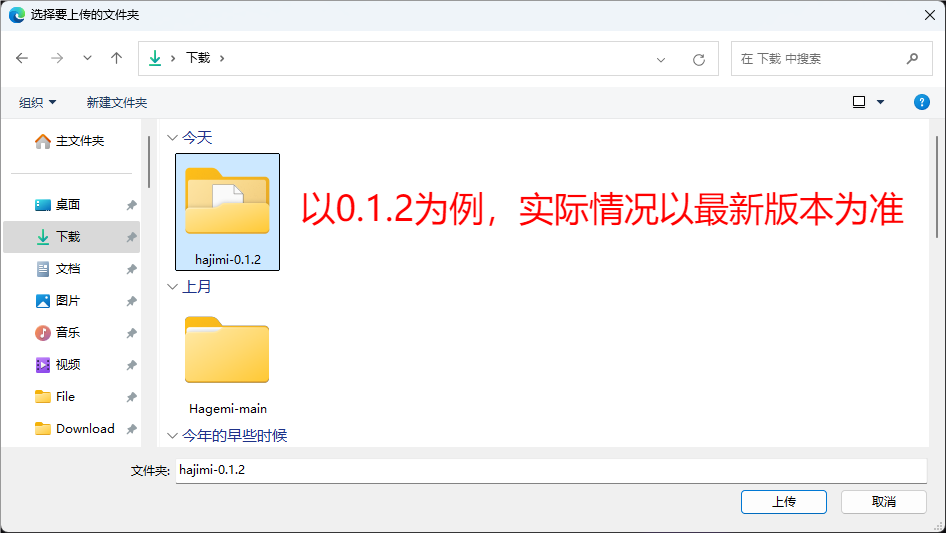 选择要上传的文件夹
下载
在 下载 中搜索
组织
新建文件夹
主文件夹
桌面
下载
文档
图片
音乐
视频
File
Download
今天
hajimi-0.1.2
以0.1.2为例，实际情况以最新版本为准
上月
Hagemi-main
今年的早些时候
文件夹: hajimi-0.1.2
上传 取消